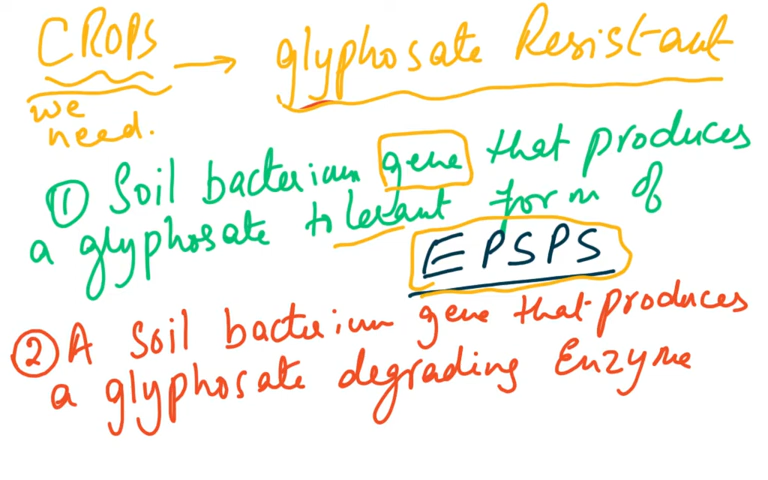 CROPS → glyphosate Resistant
we
need.
① Soil bacterium gene that produces
a glyphosate tolerant form of
EPSPS
② A soil bacterium gene that produces
a glyphosate degrading Enzyme